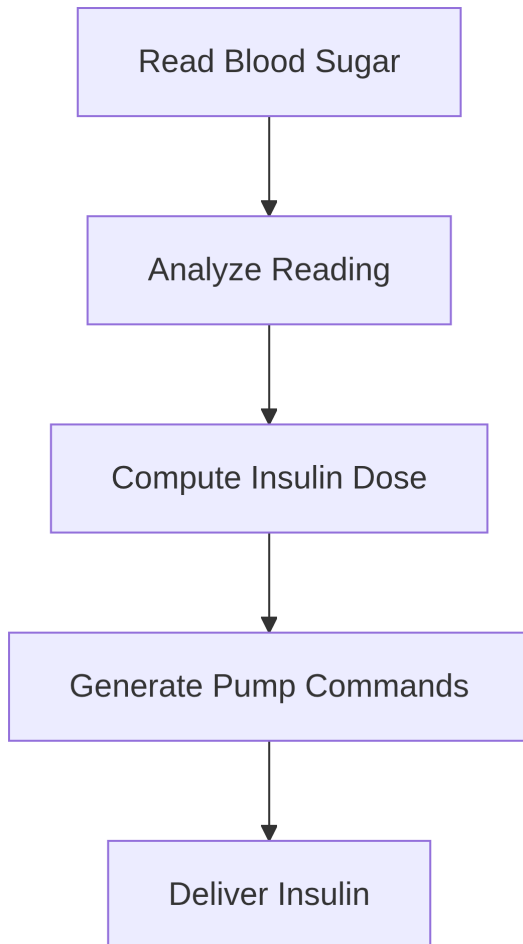 Read Blood Sugar
Analyze Reading
Compute Insulin Dose
Generate Pump Commands
Deliver Insulin